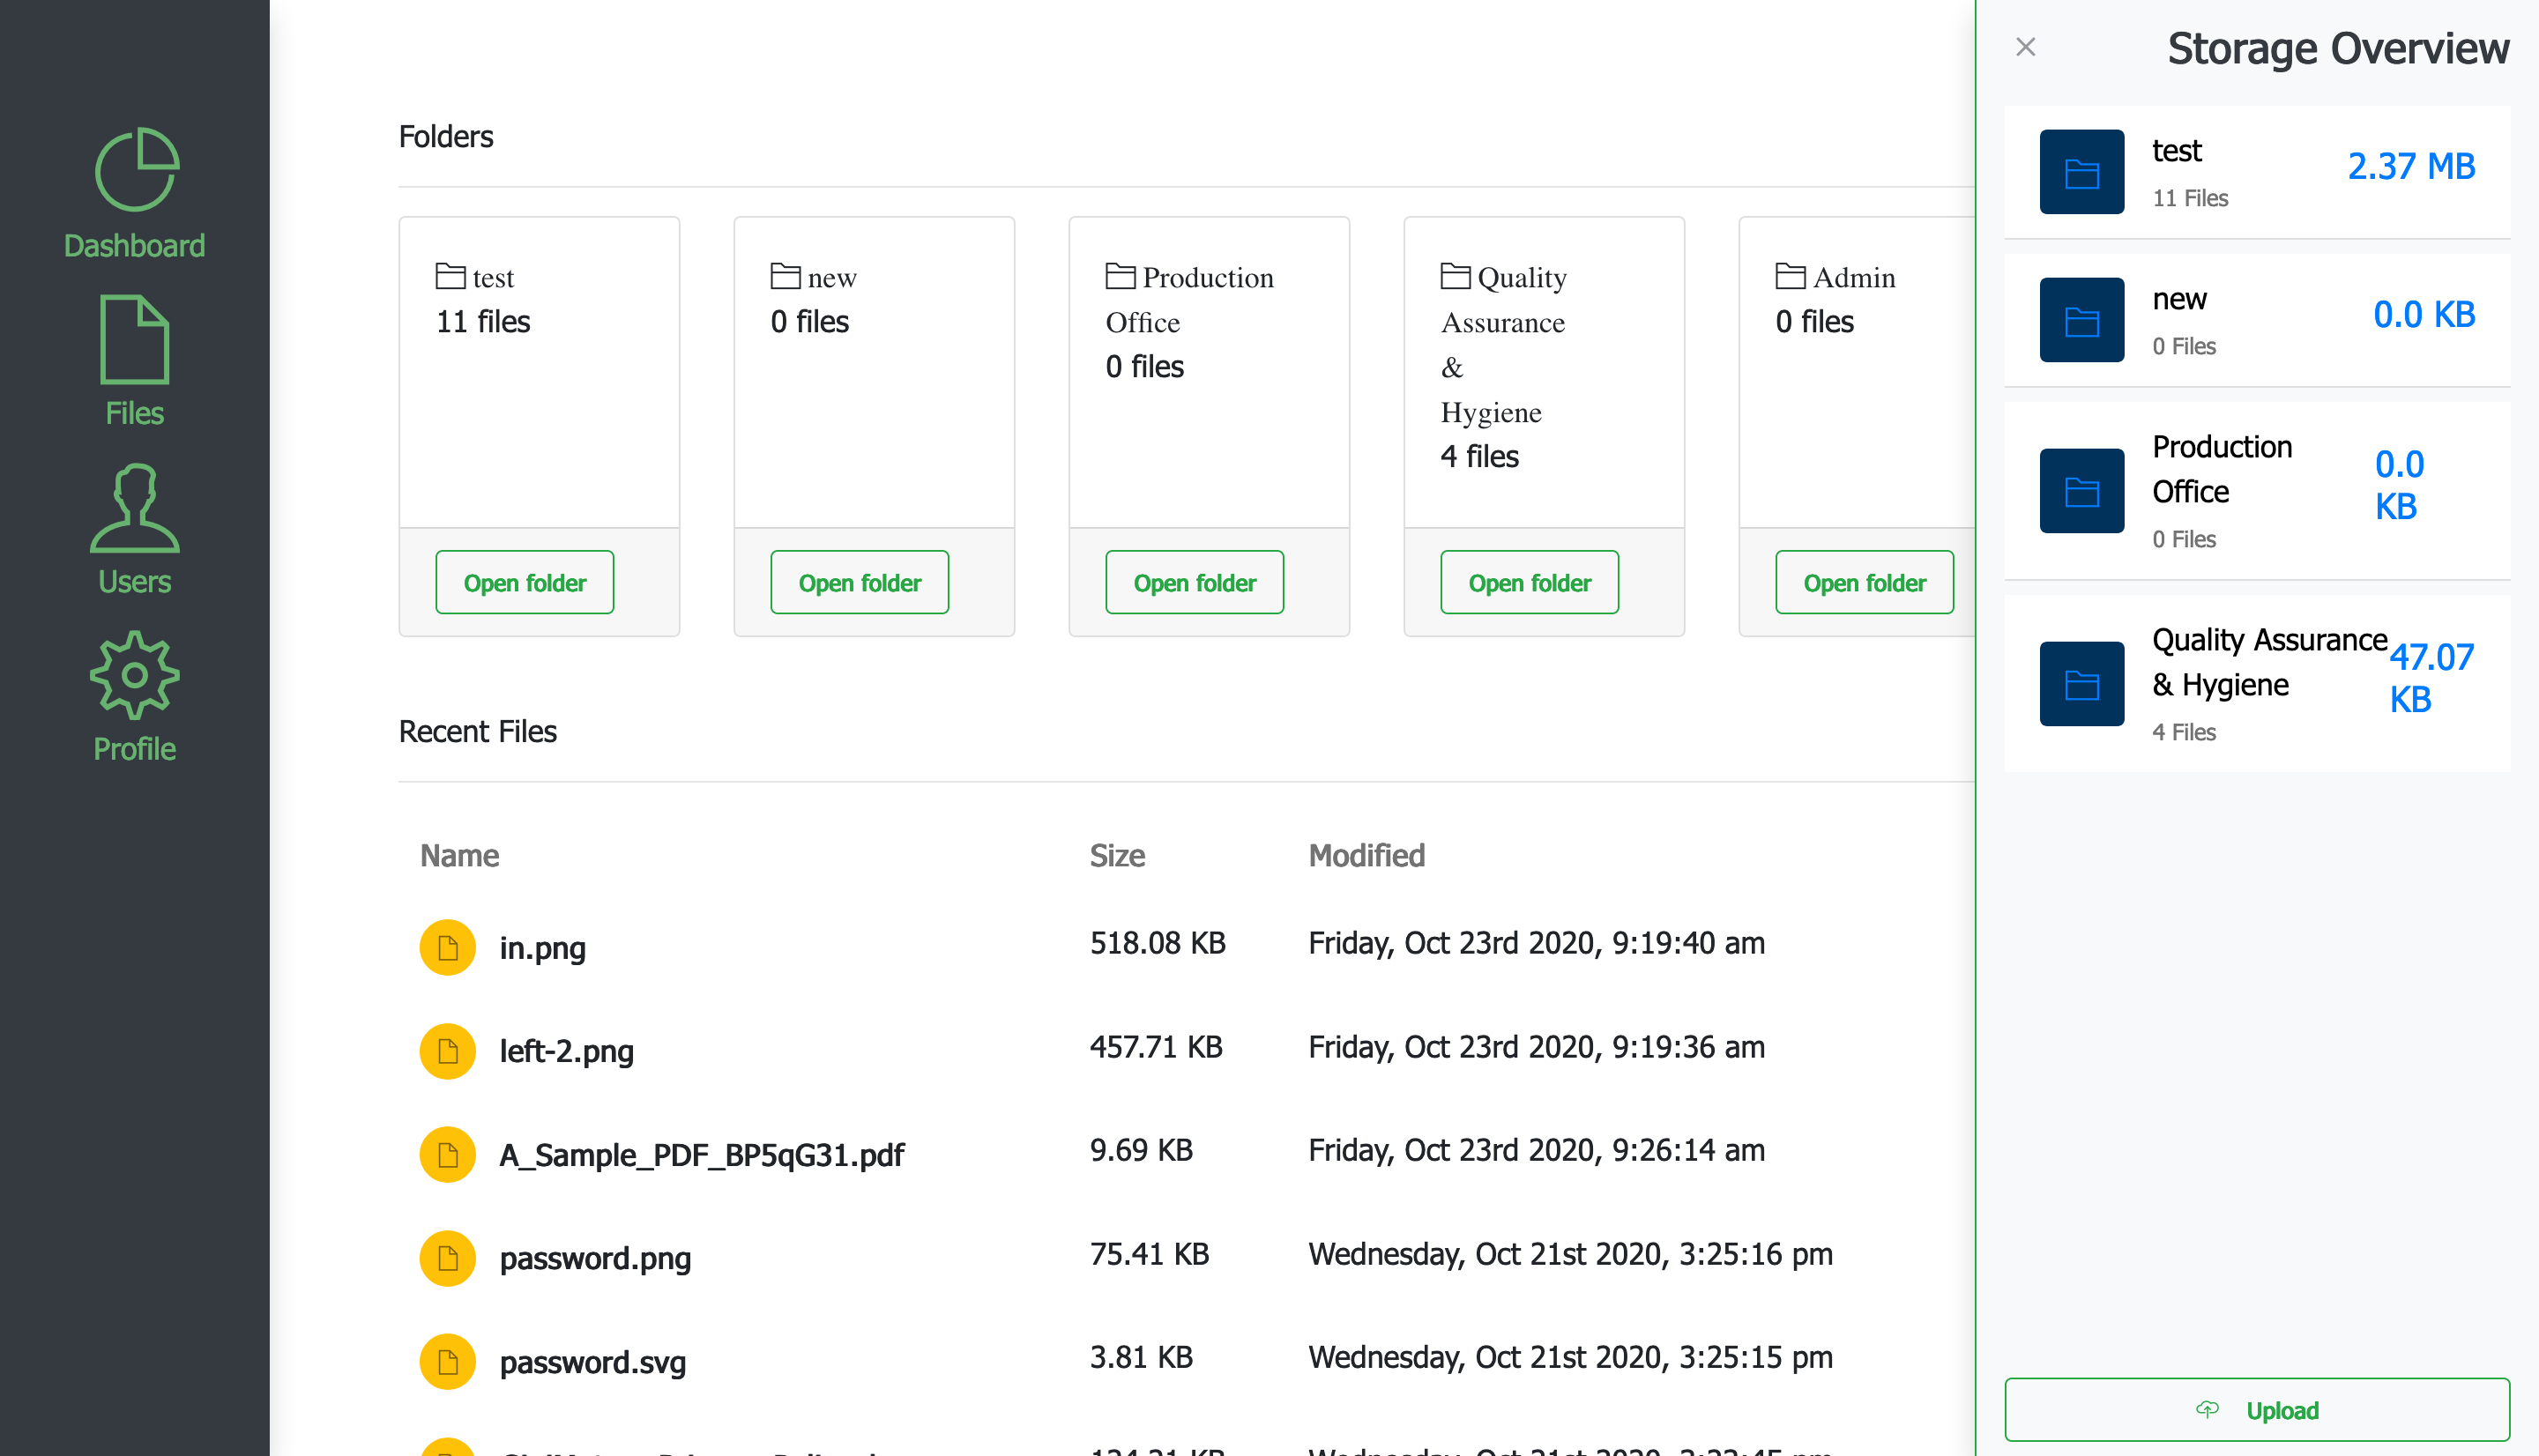 Dashboard
Files
Users
Profile
Folders
test
11 files
Open folder
new
0 files
Open folder
Production
Office
0 files
Open folder
Quality
Assurance
&
Hygiene
4 files
Open folder
Admin
0 files
Open folder
Recent Files
Name Size Modified
in.png 518.08 KB Friday, Oct 23rd 2020, 9:19:40 am
left-2.png 457.71 KB Friday, Oct 23rd 2020, 9:19:36 am
A_Sample_PDF_BP5qG31.pdf 9.69 KB Friday, Oct 23rd 2020, 9:26:14 am
password.png 75.41 KB Wednesday, Oct 21st 2020, 3:25:16 pm
password.svg 3.81 KB Wednesday, Oct 21st 2020, 3:25:15 pm
Storage Overview
test
11 Files
2.37 MB
new
0 Files
0.0 KB
Production
Office
0 Files
0.0
KB
Quality Assurance
& Hygiene
4 Files
47.07
KB
Upload